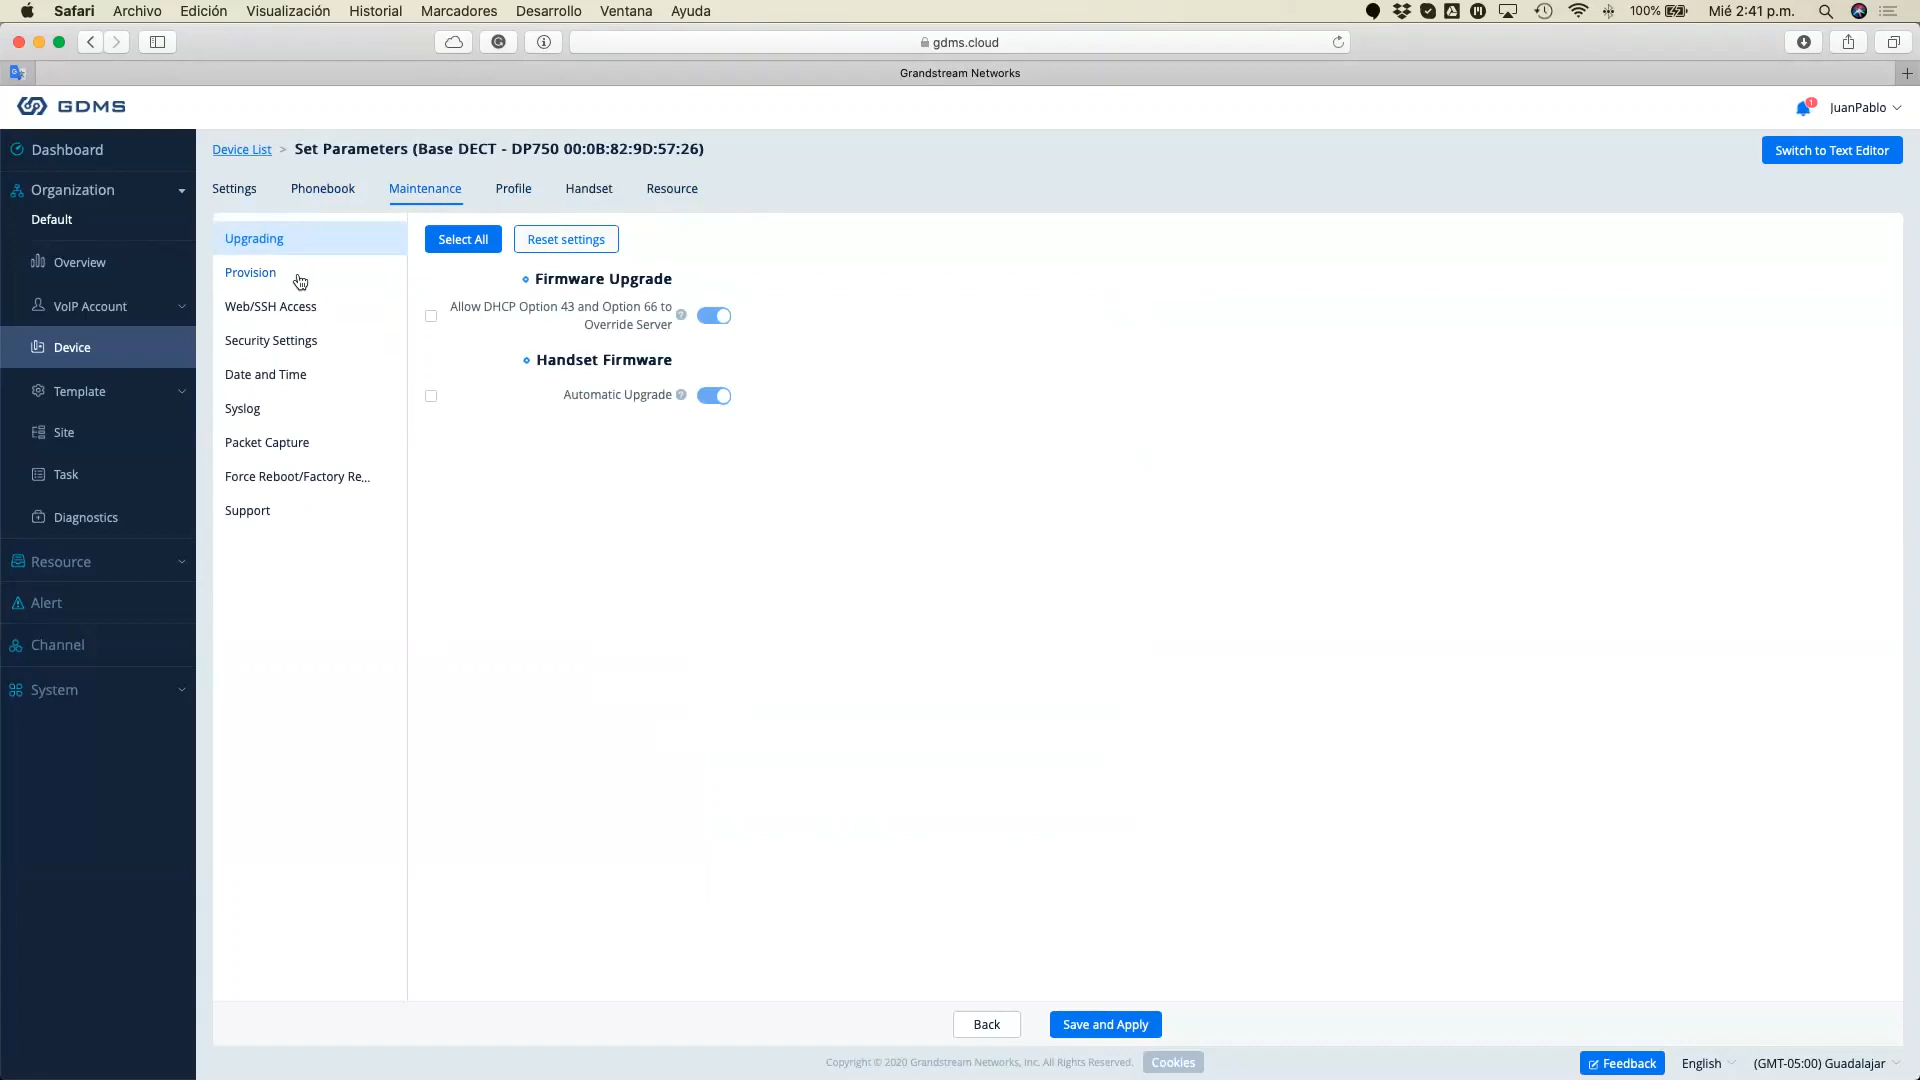 Safari Archivo Edición Visualización Historial Marcadores Desarrollo Ventana Ayuda 100% Mié 2:41 p.m.
gdms.cloud
Grandstream Networks
GDMS
1
JuanPablo
Dashboard
Organization
Default
Overview
VoIP Account
Device
Template
Site
Task
Diagnostics
Resource
Alert
Channel
System
Device List > Set Parameters (Base DECT - DP750 00:0B:82:9D:57:26)
Switch to Text Editor
Settings Phonebook Maintenance Profile Handset Resource
Upgrading
Provision
Web/SSH Access
Security Settings
Date and Time
Syslog
Packet Capture
Force Reboot/Factory Re...
Support
Select All Reset settings
Firmware Upgrade
Allow DHCP Option 43 and Option 66 to
Override Server
Handset Firmware
Automatic Upgrade
Back Save and Apply
Copyright © 2020 Grandstream Networks, Inc. All Rights Reserved. Cookies
Feedback English (GMT-05:00) Guadalajar